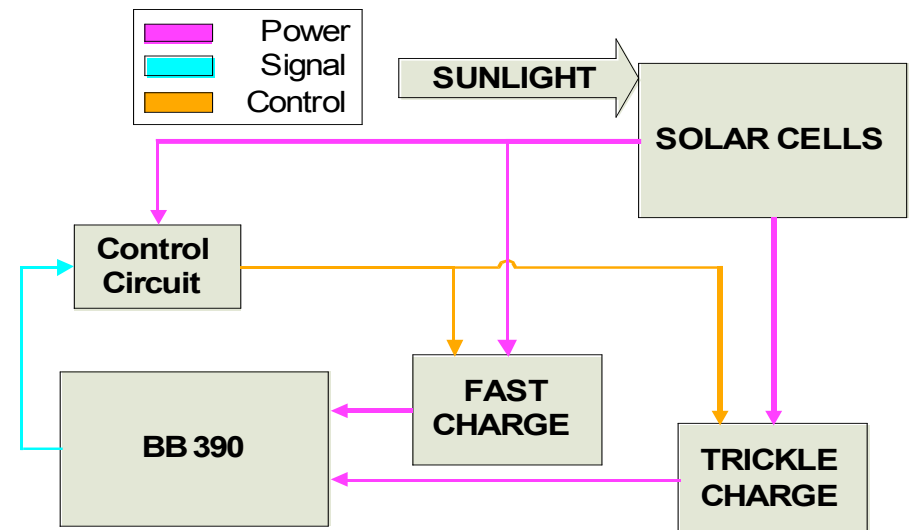 Power
Signal
Control
SUNLIGHT
SOLAR CELLS
Control
Circuit
FAST
CHARGE
BB 390
TRICKLE
CHARGE